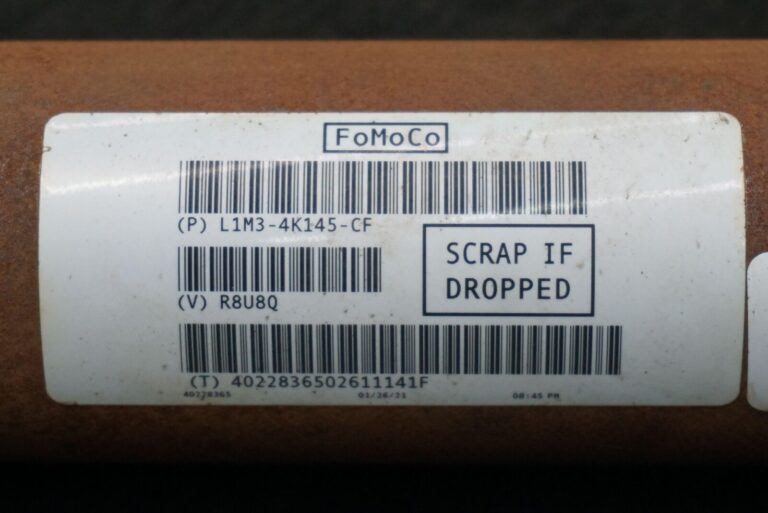 FoMoCo
(P) L1M3-4K145-CF
SCRAP IF
DROPPED
(V) R8U8Q
(T) 4022836502611141F
40228365 01/26/21 08:45 PM